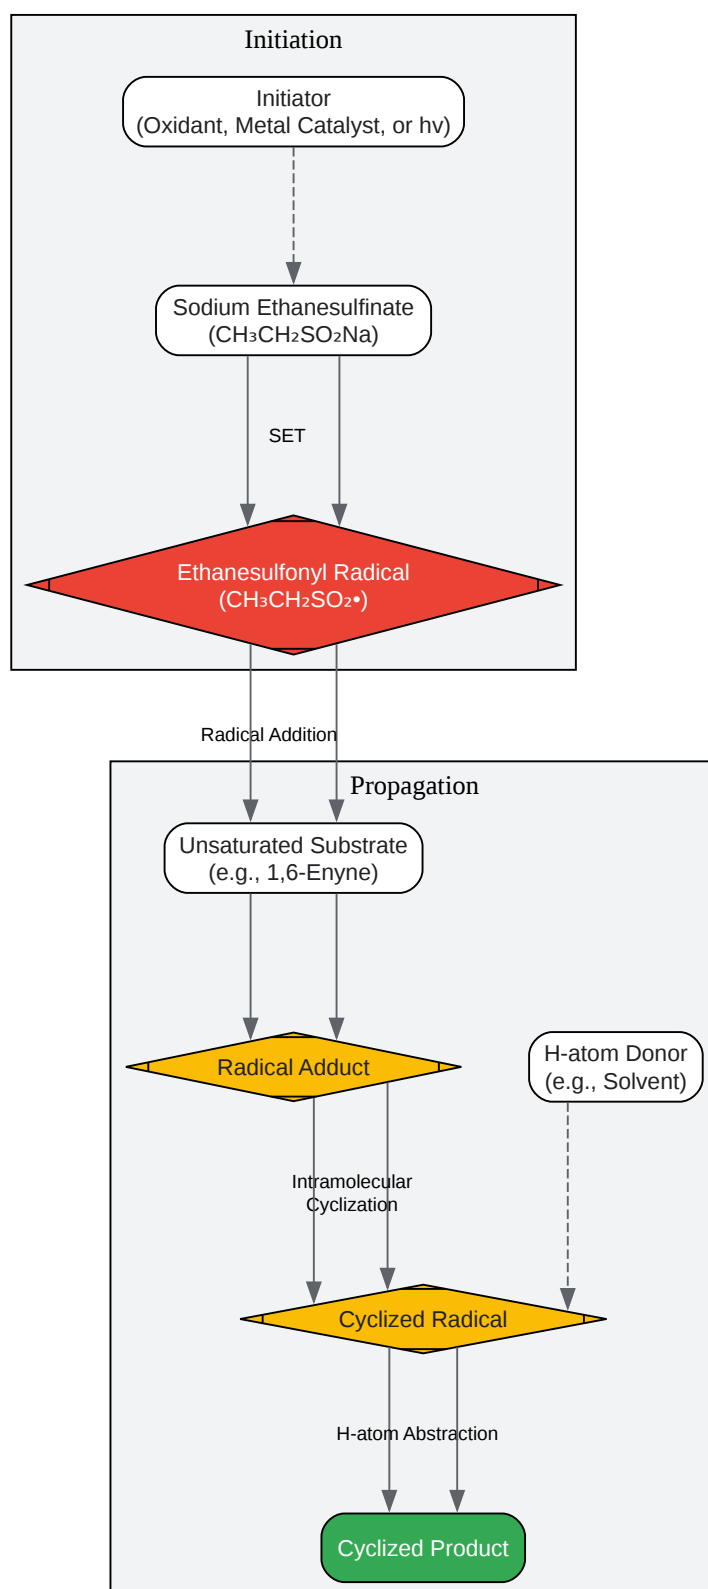 Initiation
Initiator
(Oxidant, Metal Catalyst, or hv)
Sodium Ethanesulfinate
(CH₃CH₂SO₂Na)
SET
Ethanesulfonyl Radical
(CH₃CH₂SO₂•)
Radical Addition
Propagation
Unsaturated Substrate
(e.g., 1,6-Enyne)
Radical Adduct
H-atom Donor
(e.g., Solvent)
Intramolecular
Cyclization
Cyclized Radical
H-atom Abstraction
Cyclized Product